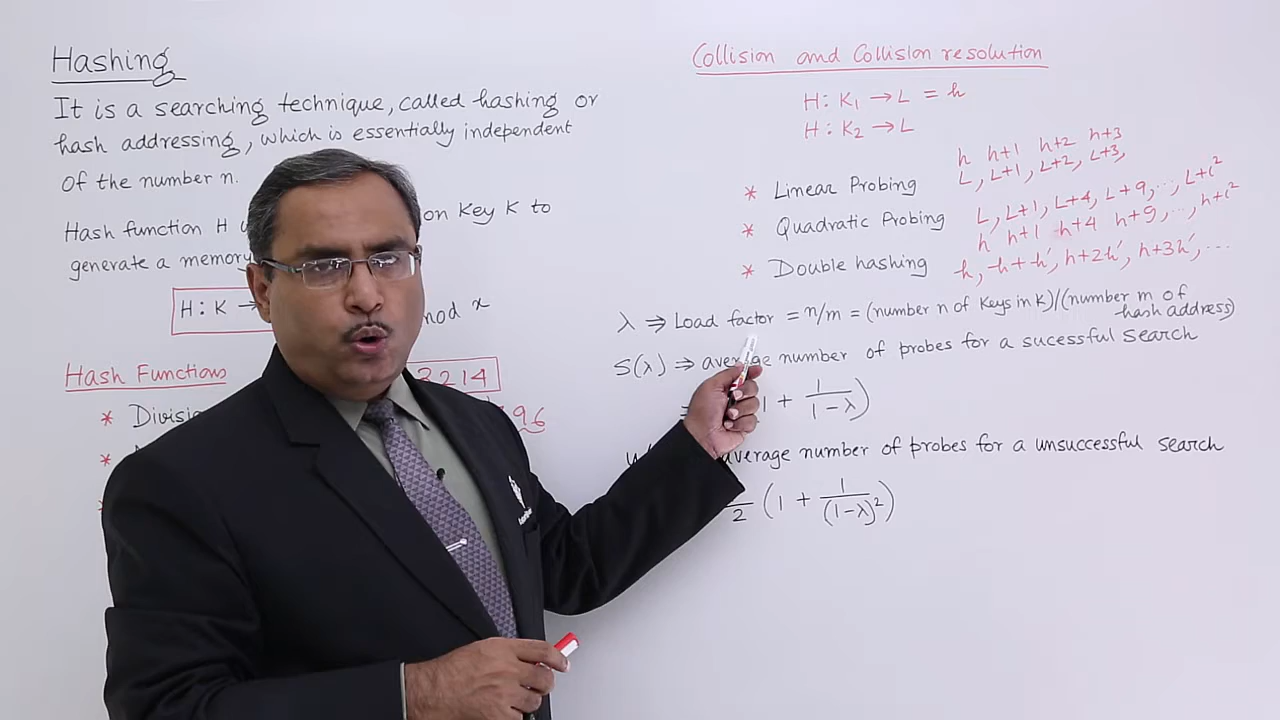 Hashing
It is a searching technique, called hashing or
hash addressing, which is essentially independent
of the number n.
Hash function H on Key K to
generate a memory
H : K →
mod x
Hash Functions
3214
* Divisi
96
*
*
Collision and Collision resolution
H: K₁ → L = h
H : K₂ → L
h h+1 h+2 h+3
* Linear Probing L, L+1, L+2, L+3,
* Quadratic Probing L, L+1, L+4, L+9, ..., L+i²
h h+1 h+4 h+9, ..., h+i²
* Double hashing h, h+h', h+2h', h+3h', ...
λ ⇒ Load factor = n/m = (number n of Keys in K)/(number m of
hash address)
S(λ) ⇒ average number of probes for a sucessful search
= 1 + 1/(1-λ))
U average number of probes for a unsuccessful search
2 (1 + 1/(1-λ)²)